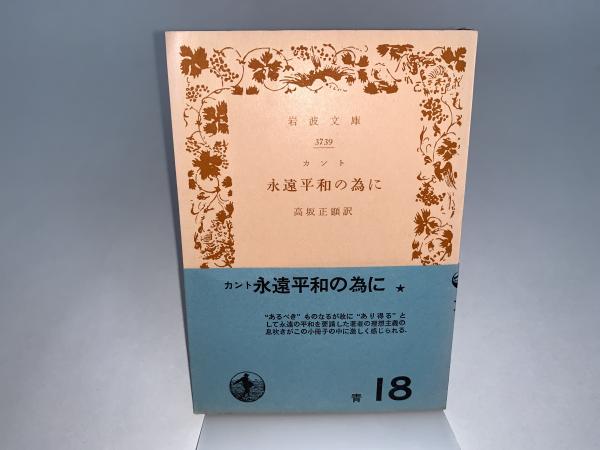 岩波文庫
3739
カント
永遠平和の為に
高坂正顕訳
カント 永遠平和の為に ★
“あるべき”ものなるが故に“あり得る”と
して永遠の平和を要請した著者の理想主義の
息吹きがこの小冊子の中に激しく感じられる.
青 18